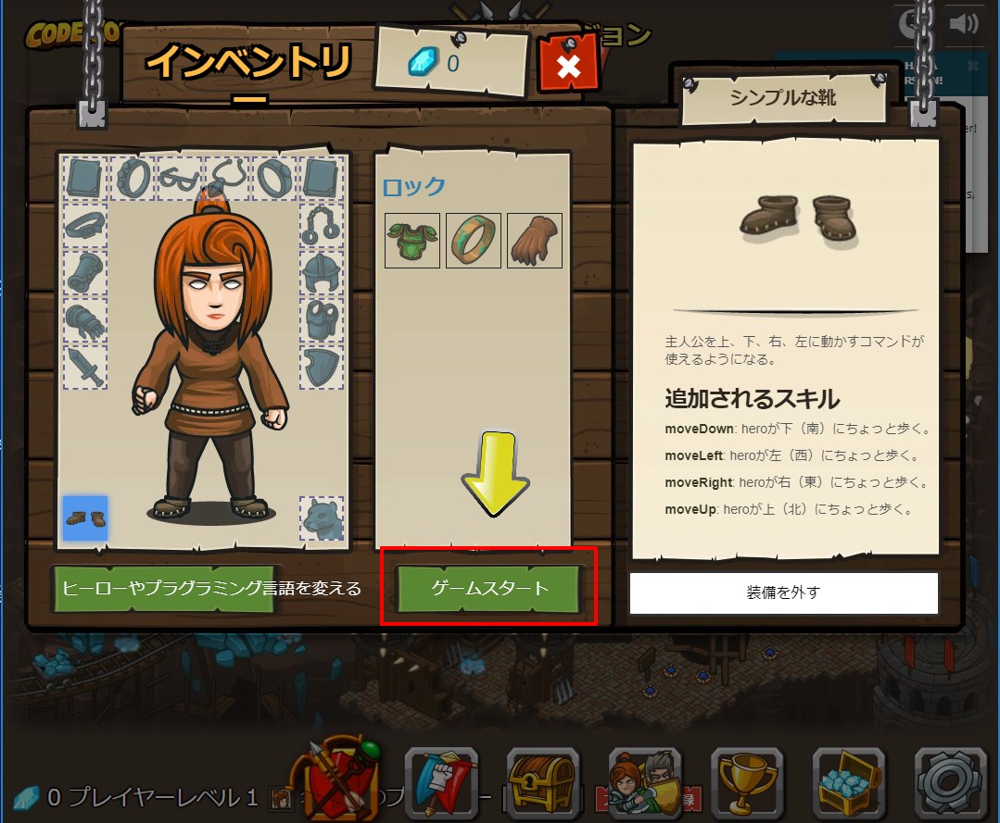 インベントリ
0
シンプルな靴
ロック
主人公を上、下、右、左に動かすコマンドが
使えるようになる。
追加されるスキル
moveDown: heroが下（南）にちょっと歩く。
moveLeft: heroが左（西）にちょっと歩く。
moveRight: heroが右（東）にちょっと歩く。
moveUp: heroが上（北）にちょっと歩く。
ヒーローやプラグラミング言語を変える
ゲームスタート
装備を外す
0 プレイヤーレベル 1